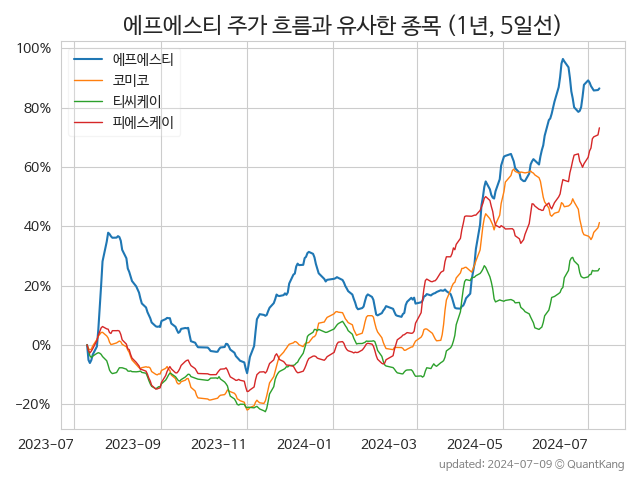 에프에스티 주가 흐름과 유사한 종목 (1년, 5일선)
에프에스티
코미코
티씨케이
피에스케이
100%
80%
60%
40%
20%
0%
−20%
2023-07 2023-09 2023-11 2024-01 2024-03 2024-05 2024-07
updated: 2024-07-09 © QuantKang